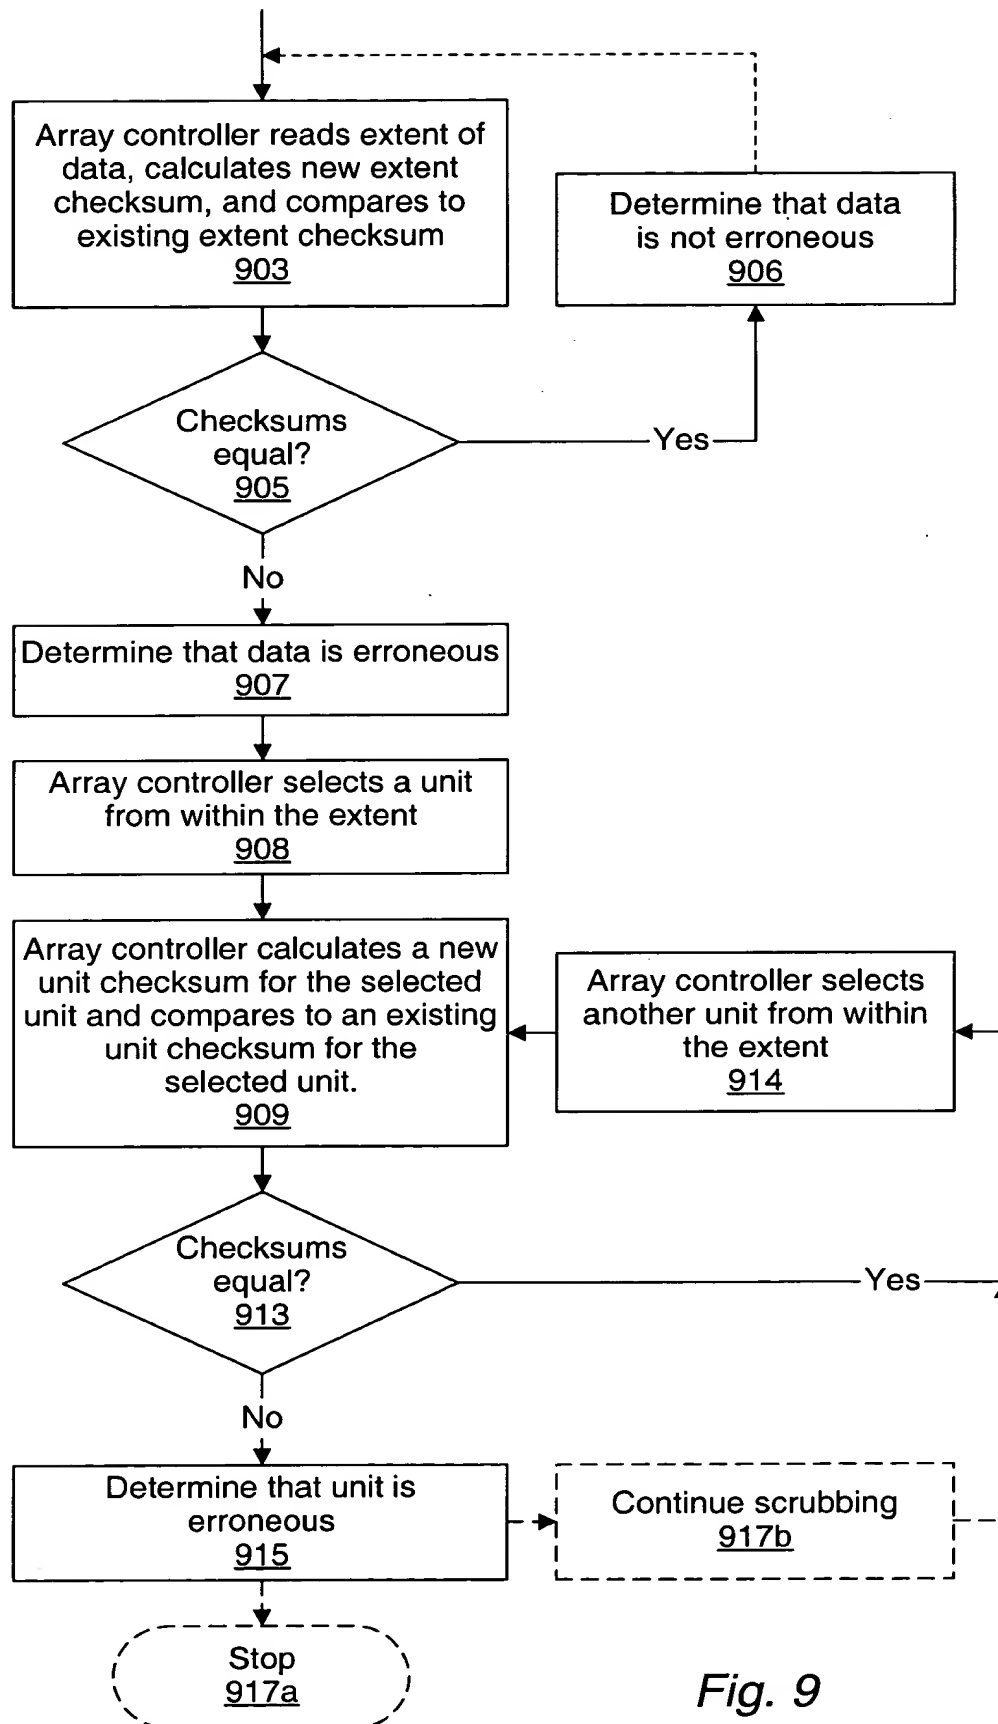 Array controller reads extent of
data, calculates new extent
checksum, and compares to
existing extent checksum
903
Determine that data
is not erroneous
906
Checksums
equal?
905
Yes
No
Determine that data is erroneous
907
Array controller selects a unit
from within the extent
908
Array controller calculates a new
unit checksum for the selected
unit and compares to an existing
unit checksum for the
selected unit.
909
Array controller selects
another unit from within
the extent
914
Checksums
equal?
913
Yes
No
Determine that unit is
erroneous
915
Continue scrubbing
917b
Stop
917a
Fig. 9